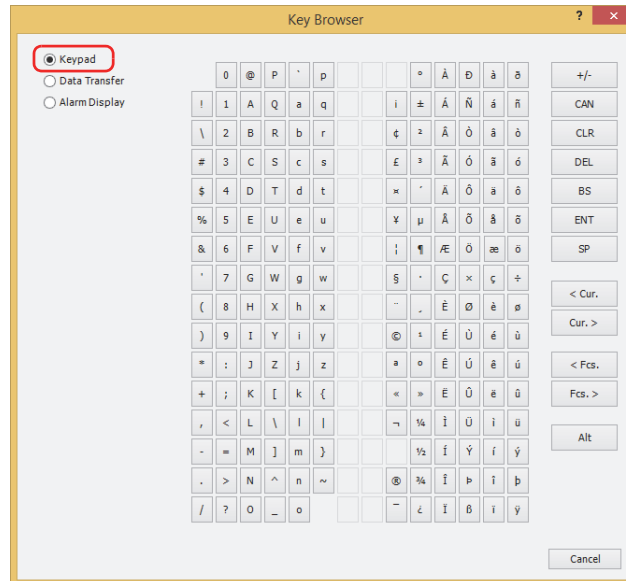 Key Browser ? ×
Keypad
Data Transfer
Alarm Display
0 @ P ` p ° À Ð à ð +/-
! 1 A Q a q i ± Á Ñ á ñ CAN
\ 2 B R b r ¢ ² Â Ò â ò CLR
# 3 C S c s £ ³ Ã Ó ã ó DEL
$ 4 D T d t ¤ ´ Ä Ô ä ô BS
% 5 E U e u ¥ µ Å Õ å õ ENT
& 6 F V f v ¦ ¶ Æ Ö æ ö SP
' 7 G W g w § · Ç × ç ÷
< Cur.
( 8 H X h x ¨ ¸ È Ø è ø
Cur. >
) 9 I Y i y © ¹ É Ù é ù
* : J Z j z ª º Ê Ú ê ú < Fcs.
+ ; K [ k { « » Ë Û ë û Fcs. >
, < L \ l | ¬ ¼ Ì Ü ì ü
Alt
- = M ] m } ½ Í Ý í ý
. > N ^ n ~ ® ¾ Î Þ î þ
/ ? O _ o ¯ ¿ Ï ß ï ÿ
Cancel